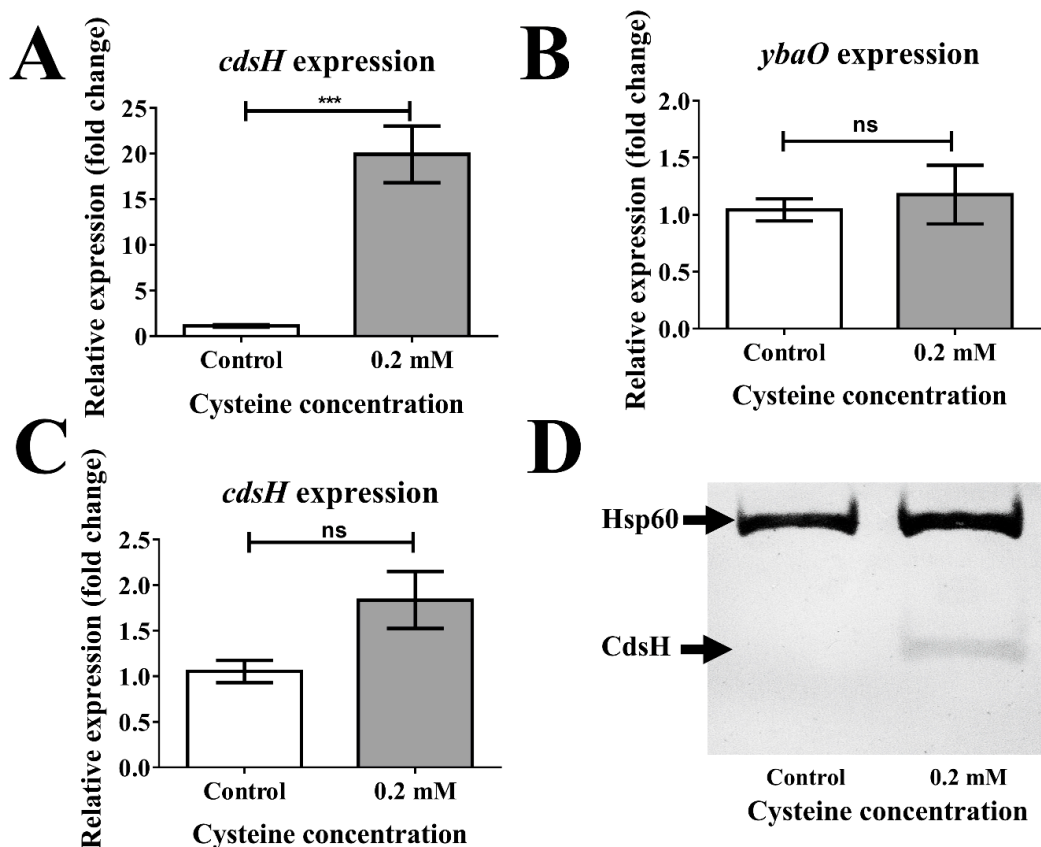 A
cdsH expression
Relative expression (fold change)
***
25
20
15
10
5
0
Control
0.2 mM
Cysteine concentration
B
ybaO expression
Relative expression (fold change)
ns
2.0
1.5
1.0
0.5
0.0
Control
0.2 mM
Cysteine concentration
C
cdsH expression
Relative expression (fold change)
ns
2.5
2.0
1.5
1.0
0.5
0.0
Control
0.2 mM
Cysteine concentration
D
Hsp60
CdsH
Control
0.2 mM
Cysteine concentration